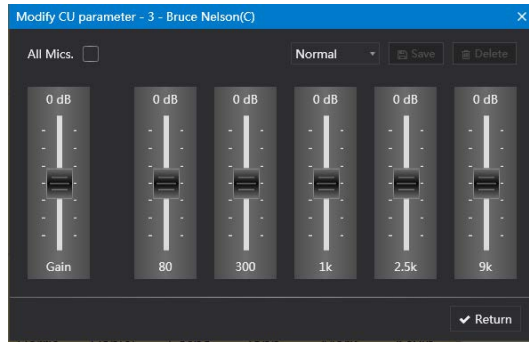 Modify CU parameter - 3 - Bruce Nelson(C)
All Mics. Normal Save Delete
0 dB 0 dB 0 dB 0 dB 0 dB 0 dB
Gain 80 300 1k 2.5k 9k
Return